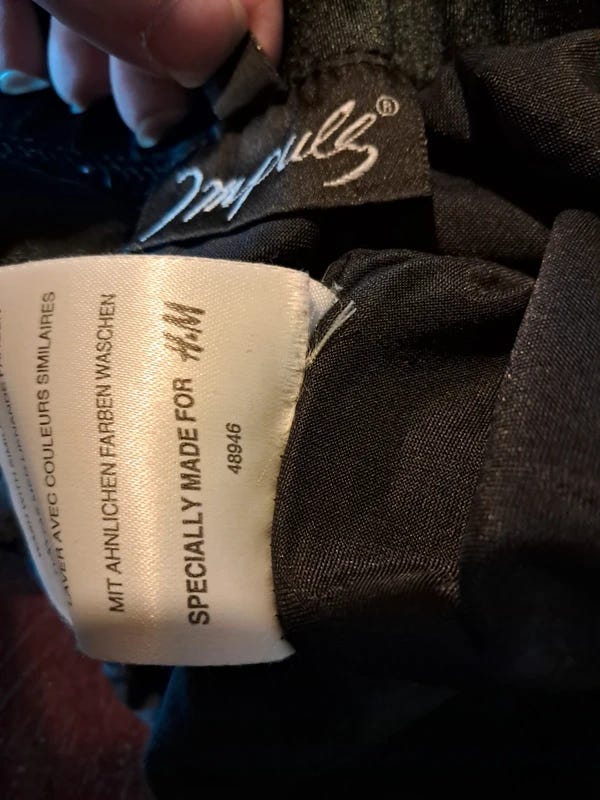 Impuls®
LAVER AVEC COULEURS SIMILAIRES
MIT AHNLICHEN FARBEN WASCHEN
SPECIALLY MADE FOR H&M
48946